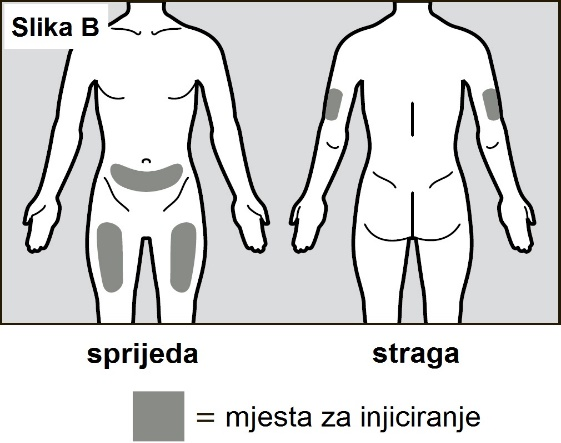 Slika B
sprijeda straga
= mjesta za injiciranje